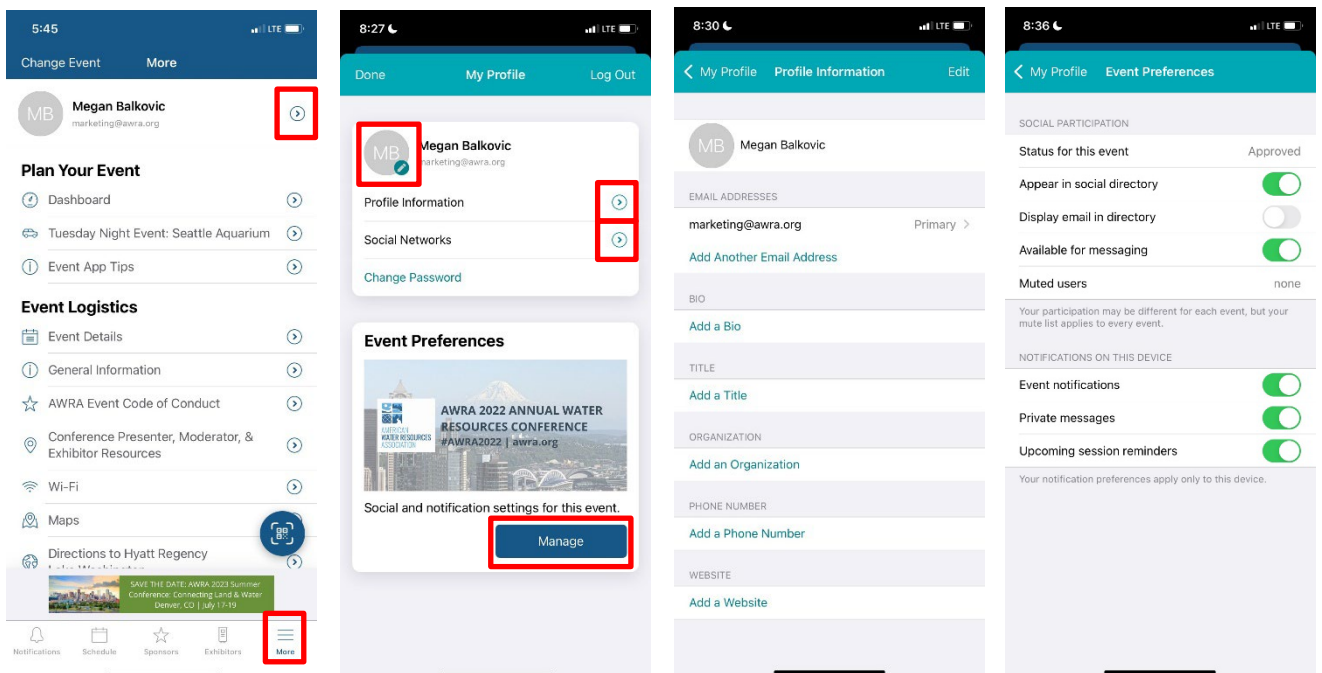 5:45
LTE
Change Event
More
MB
Megan Balkovic
marketing@awra.org
Plan Your Event
Dashboard
Tuesday Night Event: Seattle Aquarium
Event App Tips
Event Logistics
Event Details
General Information
AWRA Event Code of Conduct
Conference Presenter, Moderator, &
Exhibitor Resources
Wi-Fi
Maps
Directions to Hyatt Regency
Lake Washington
SAVE THE DATE: AWRA 2023 Summer
Conference: Connecting Land & Water
Denver, CO | July 17-19
Notifications
Schedule
Sponsors
Exhibitors
More
8:27
LTE
Done
My Profile
Log Out
MB
Megan Balkovic
marketing@awra.org
Profile Information
Social Networks
Change Password
Event Preferences
AMERICAN
WATER RESOURCES
ASSOCIATION
AWRA 2022 ANNUAL WATER
RESOURCES CONFERENCE
#AWRA2022 | awra.org
Social and notification settings for this event.
Manage
8:30
LTE
My Profile
Profile Information
Edit
MB
Megan Balkovic
EMAIL ADDRESSES
marketing@awra.org
Primary
Add Another Email Address
BIO
Add a Bio
TITLE
Add a Title
ORGANIZATION
Add an Organization
PHONE NUMBER
Add a Phone Number
WEBSITE
Add a Website
8:36
LTE
My Profile
Event Preferences
SOCIAL PARTICIPATION
Status for this event
Approved
Appear in social directory
Display email in directory
Available for messaging
Muted users
none
Your participation may be different for each event, but your
mute list applies to every event.
NOTIFICATIONS ON THIS DEVICE
Event notifications
Private messages
Upcoming session reminders
Your notification preferences apply only to this device.